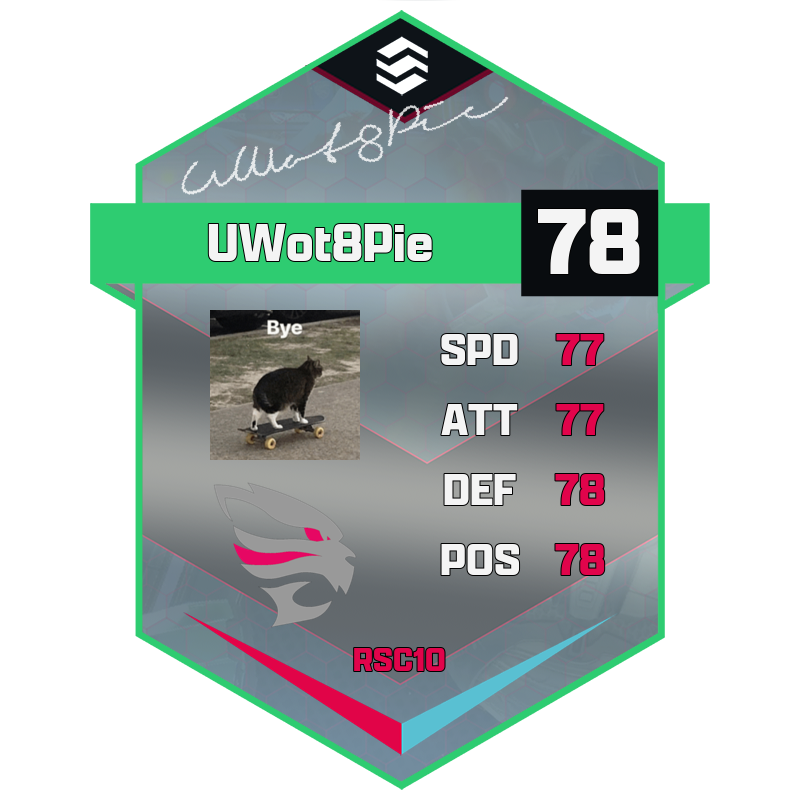 UWot8Pie
UWot8Pie 78
Bye
SPD 77
ATT 77
DEF 78
POS 78
RSC10